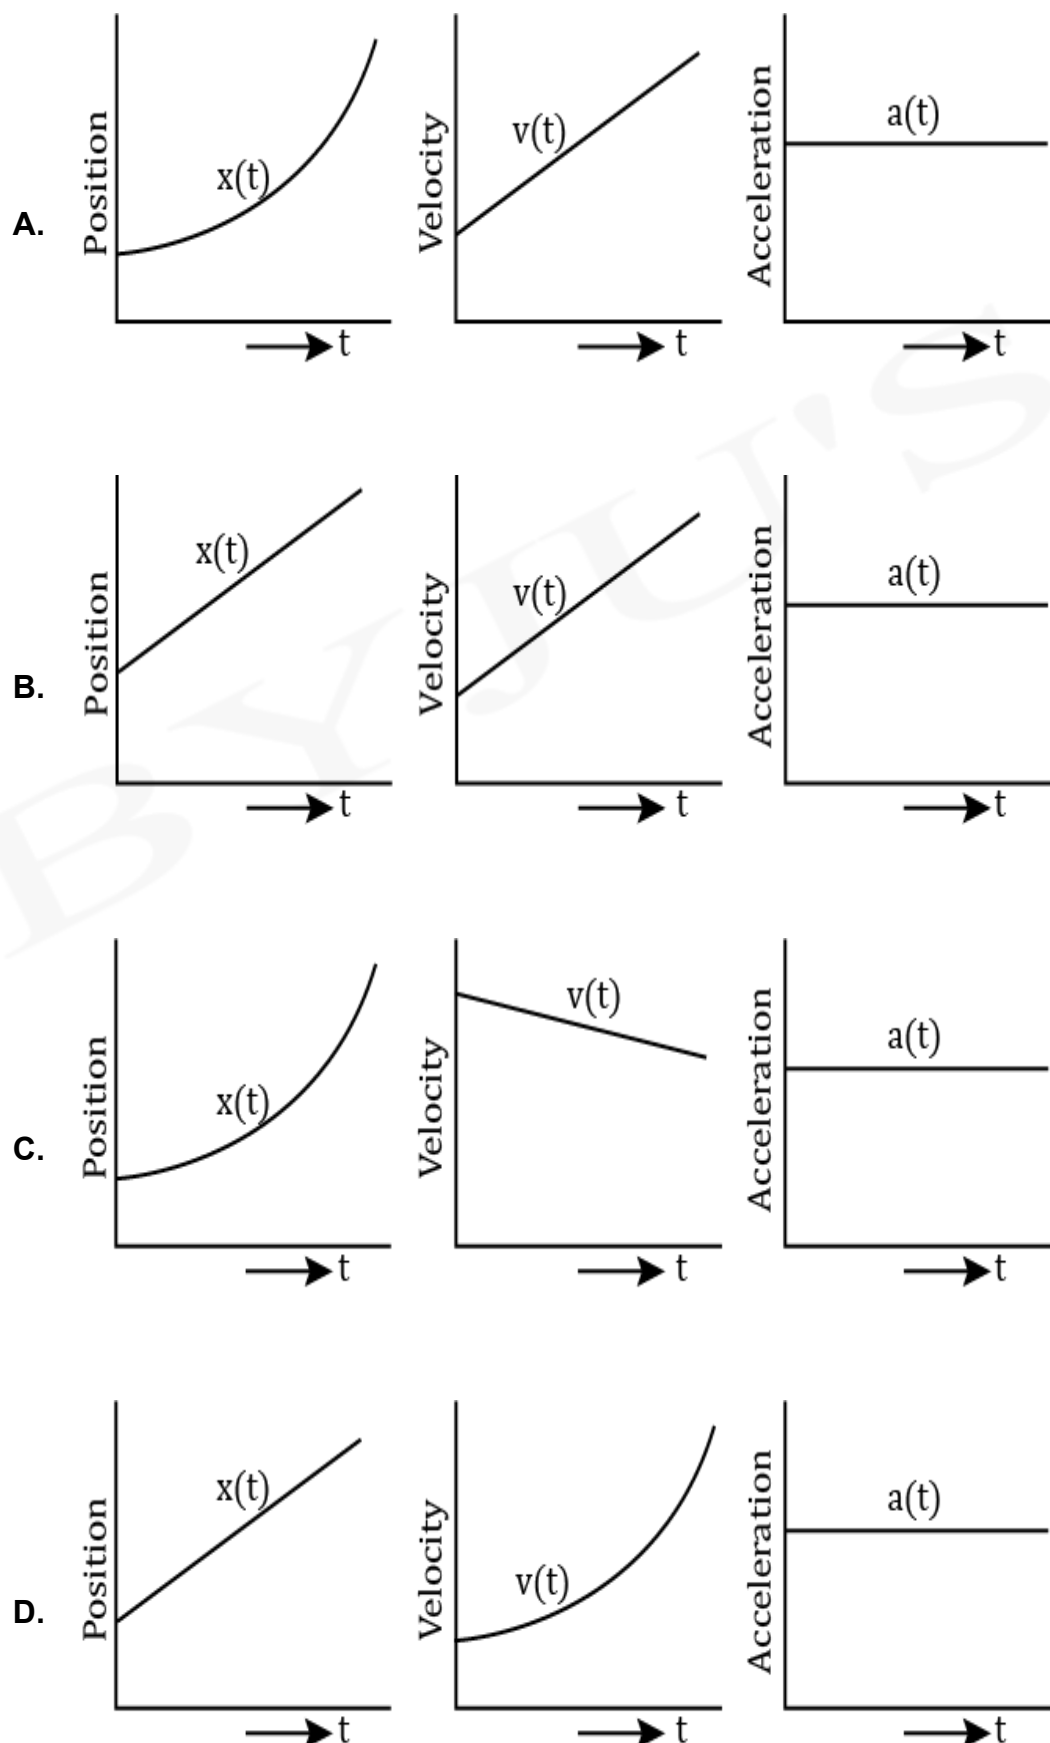 A.
Position
x(t)
t
Velocity
v(t)
t
Acceleration
a(t)
t
B.
Position
x(t)
t
Velocity
v(t)
t
Acceleration
a(t)
t
C.
Position
x(t)
t
Velocity
v(t)
t
Acceleration
a(t)
t
D.
Position
x(t)
t
Velocity
v(t)
t
Acceleration
a(t)
t
BYJU'S